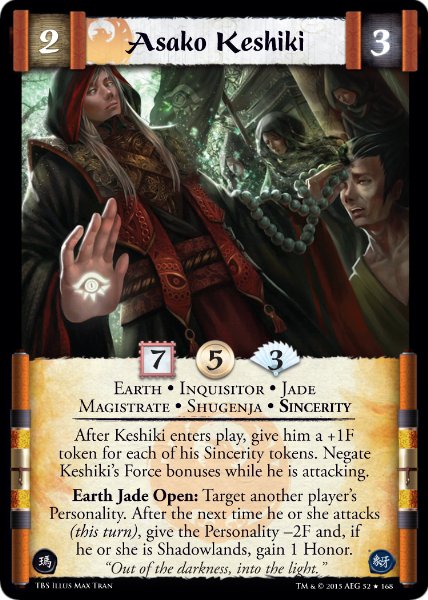 2 Asako Keshiki 3
7 5 3
Earth • Inquisitor • Jade
Magistrate • Shugenja • Sincerity
After Keshiki enters play, give him a +1F
token for each of his Sincerity tokens. Negate
Keshiki's Force bonuses while he is attacking.
Earth Jade Open: Target another player's
Personality. After the next time he or she attacks
(this turn), give the Personality –2F and, if
he or she is Shadowlands, gain 1 Honor.
"Out of the darkness, into the light."
TBS Illus Max Tran TM & © 2015 AEG 52 ★ 168